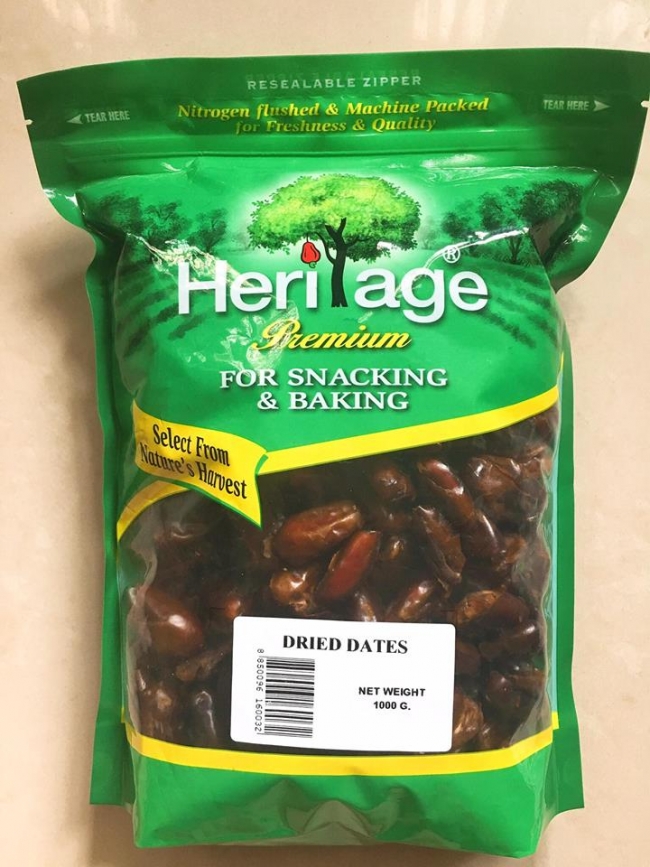 RESEALABLE ZIPPER
TEAR HERE
Nitrogen flushed & Machine Packed
for Freshness & Quality
TEAR HERE
Heritage®
Premium
FOR SNACKING
& BAKING
Select From
Nature's Harvest
DRIED DATES
NET WEIGHT
1000 G.
8 850096 160032